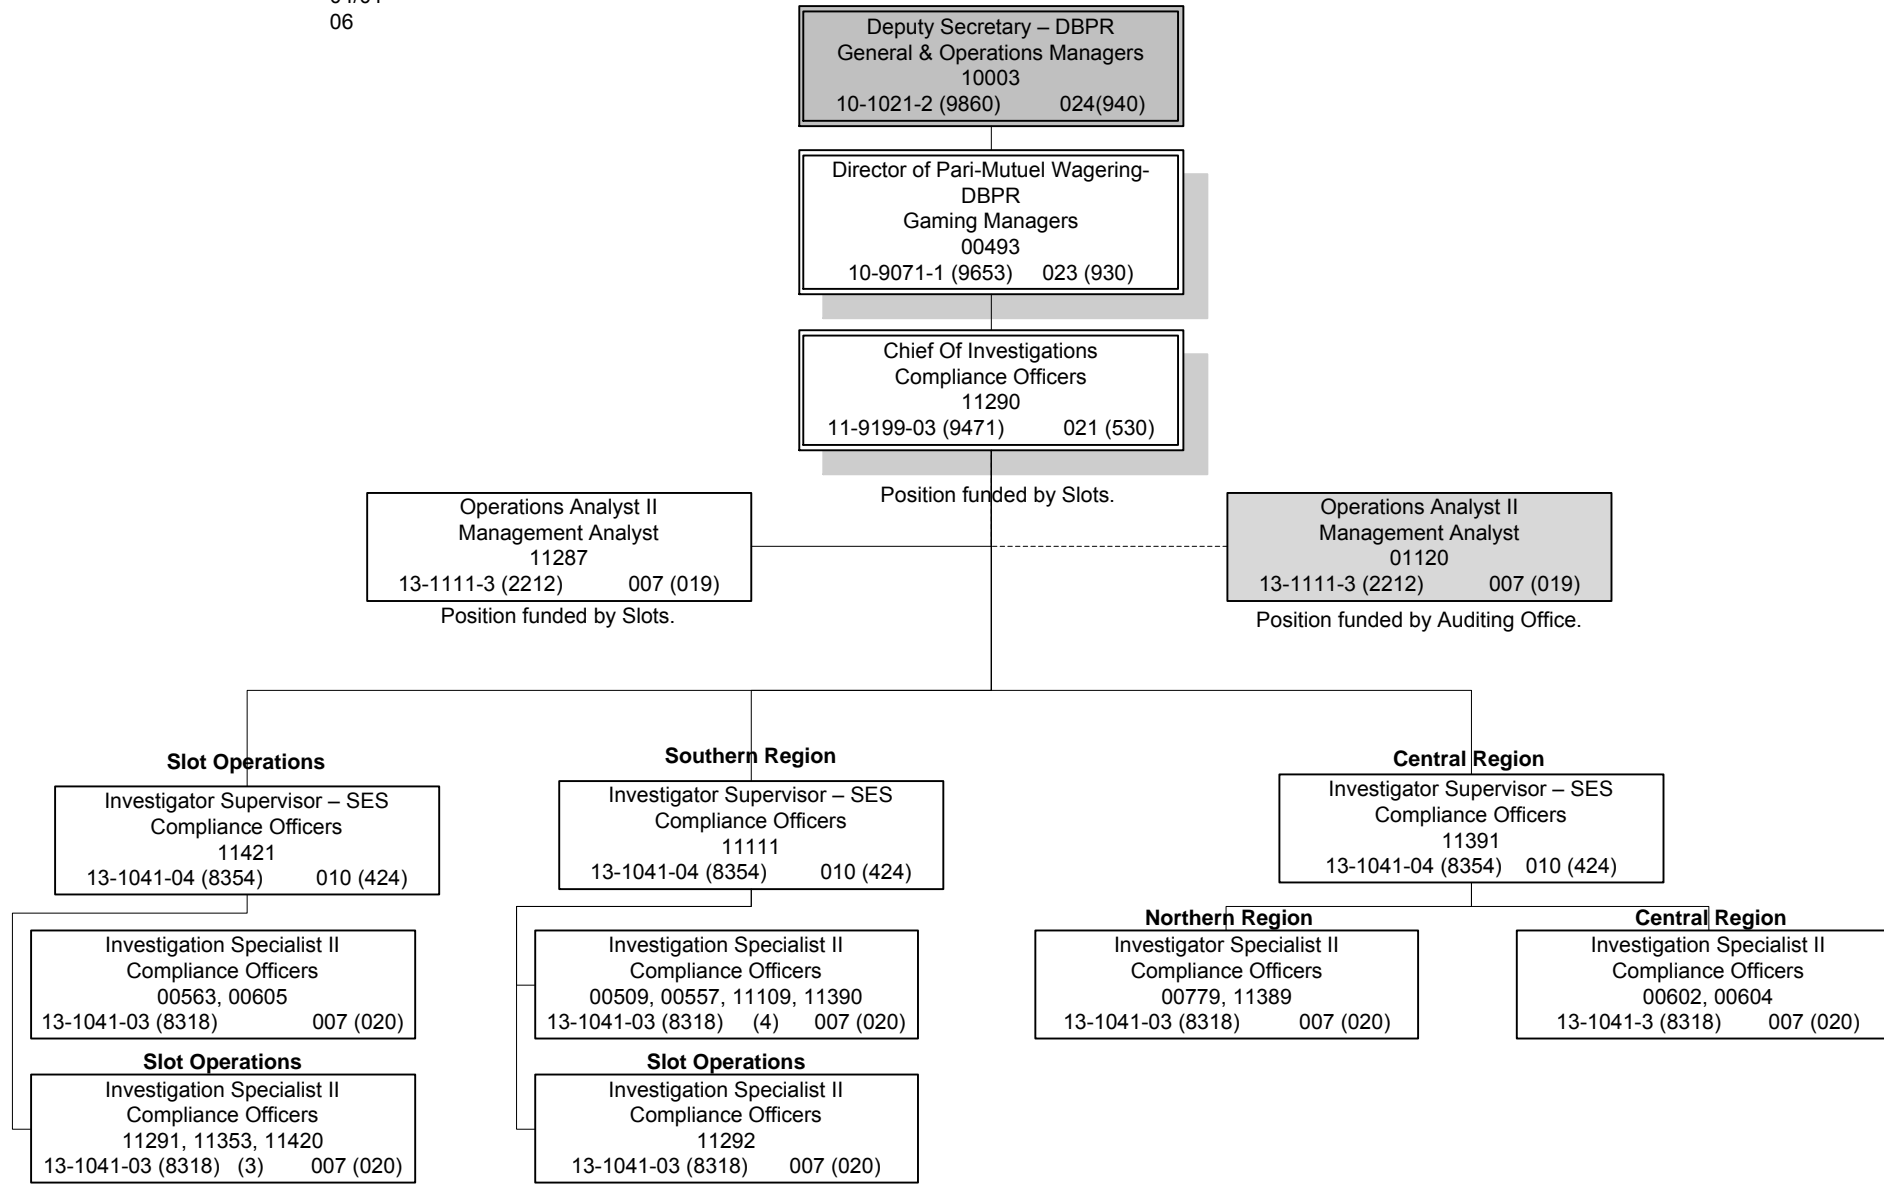 06
Deputy Secretary – DBPR
General & Operations Managers
10003
10-1021-2 (9860) 024(940)
Director of Pari-Mutuel Wagering-
DBPR
Gaming Managers
00493
10-9071-1 (9653) 023 (930)
Chief Of Investigations
Compliance Officers
11290
11-9199-03 (9471) 021 (530)
Position funded by Slots.
Operations Analyst II
Management Analyst
11287
13-1111-3 (2212) 007 (019)
Position funded by Slots.
Operations Analyst II
Management Analyst
01120
13-1111-3 (2212) 007 (019)
Position funded by Auditing Office.
Slot Operations
Investigator Supervisor – SES
Compliance Officers
11421
13-1041-04 (8354) 010 (424)
Investigation Specialist II
Compliance Officers
00563, 00605
13-1041-03 (8318) 007 (020)
Slot Operations
Investigation Specialist II
Compliance Officers
11291, 11353, 11420
13-1041-03 (8318) (3) 007 (020)
Southern Region
Investigator Supervisor – SES
Compliance Officers
11111
13-1041-04 (8354) 010 (424)
Investigation Specialist II
Compliance Officers
00509, 00557, 11109, 11390
13-1041-03 (8318) (4) 007 (020)
Slot Operations
Investigation Specialist II
Compliance Officers
11292
13-1041-03 (8318) 007 (020)
Central Region
Investigator Supervisor – SES
Compliance Officers
11391
13-1041-04 (8354) 010 (424)
Northern Region
Investigator Specialist II
Compliance Officers
00779, 11389
13-1041-03 (8318) 007 (020)
Central Region
Investigation Specialist II
Compliance Officers
00602, 00604
13-1041-3 (8318) 007 (020)